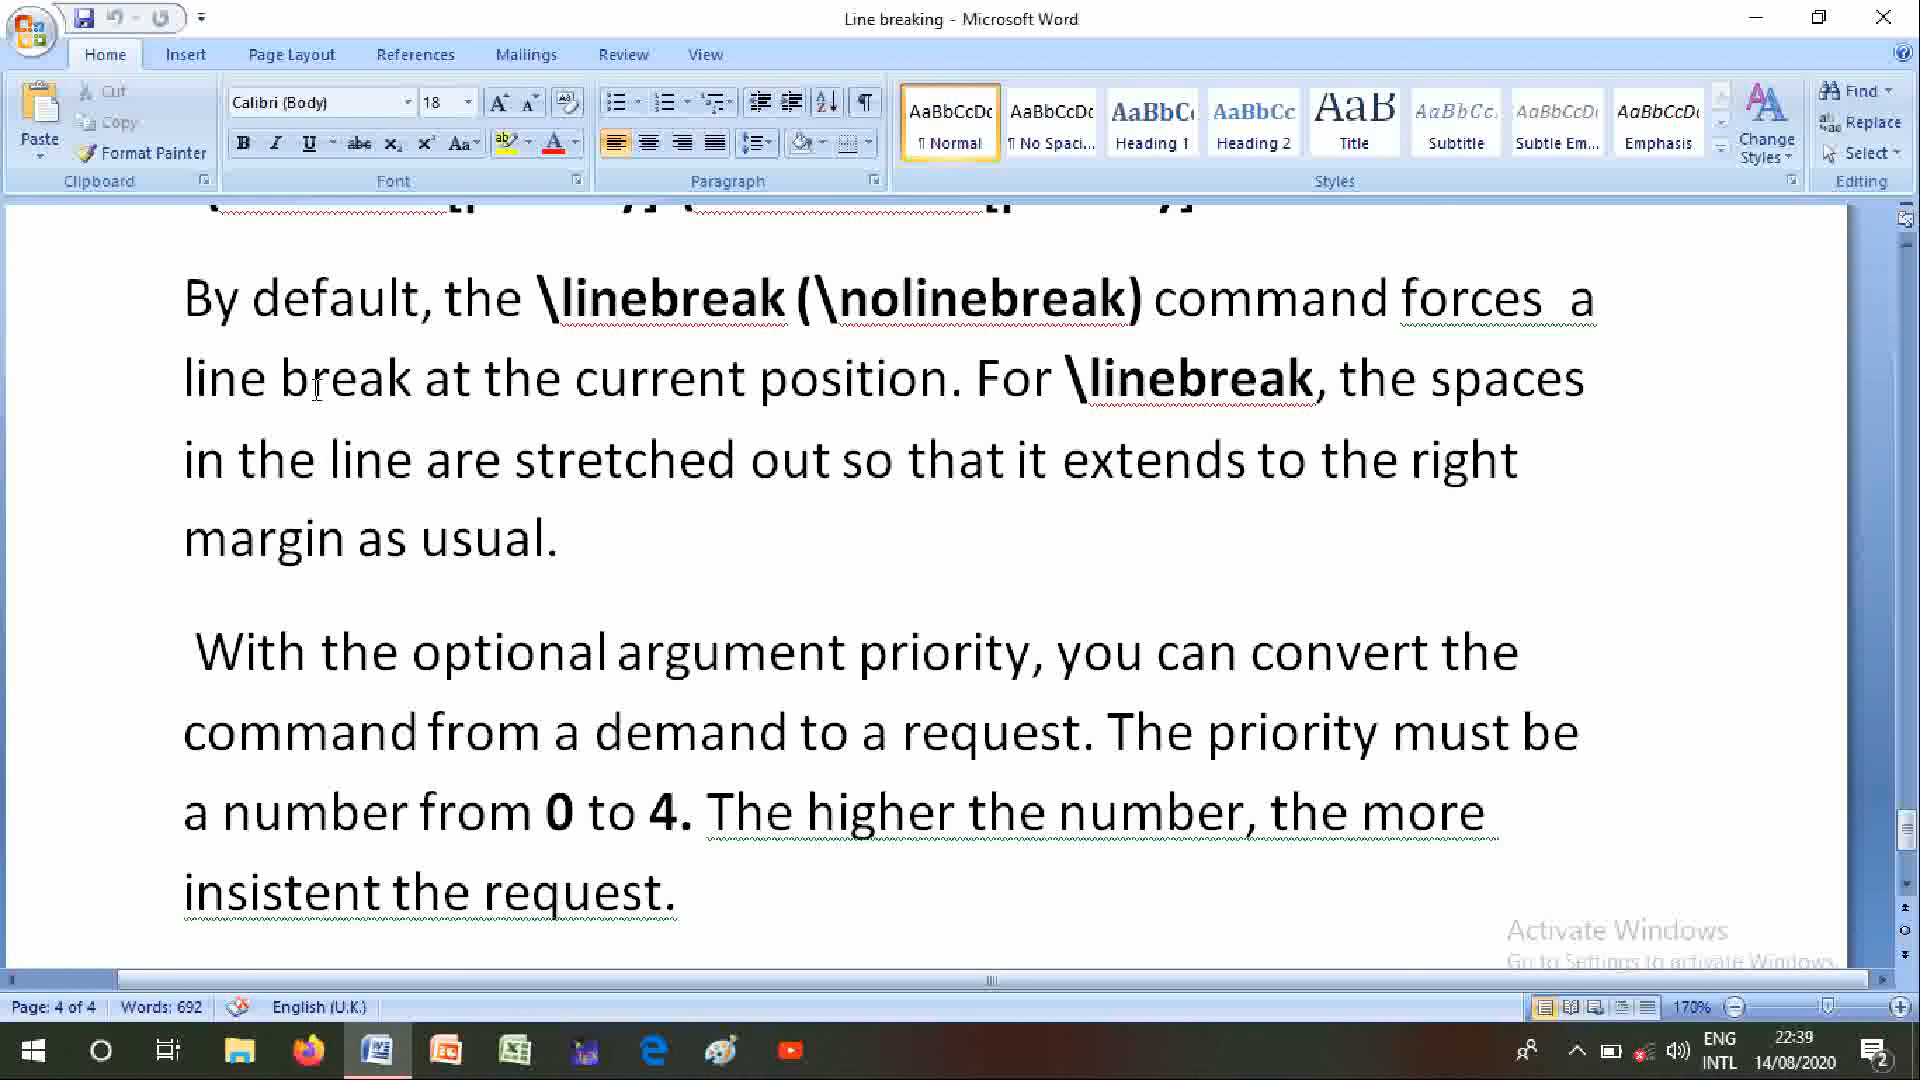 Line breaking - Microsoft Word
Home Insert Page Layout References Mailings Review View
Cut
Copy
Format Painter
Paste
Clipboard
Calibri (Body) 18
Font
Paragraph
AaBbCcDc AaBbCcDc AaBbC AaBbCc AaB AaBbCc. AaBbCcDi AaBbCcDt
¶ Normal ¶ No Spaci... Heading 1 Heading 2 Title Subtitle Subtle Em... Emphasis
Change
Styles
Styles
Find
Replace
Select
Editing
By default, the \linebreak (\nolinebreak) command forces a
line break at the current position. For \linebreak, the spaces
in the line are stretched out so that it extends to the right
margin as usual.
With the optional argument priority, you can convert the
command from a demand to a request. The priority must be
a number from 0 to 4. The higher the number, the more
insistent the request.
Activate Windows
Go to Settings to activate Windows.
Page: 4 of 4 Words: 692 English (U.K.) 170%
ENG 22:39
INTL 14/08/2020 2